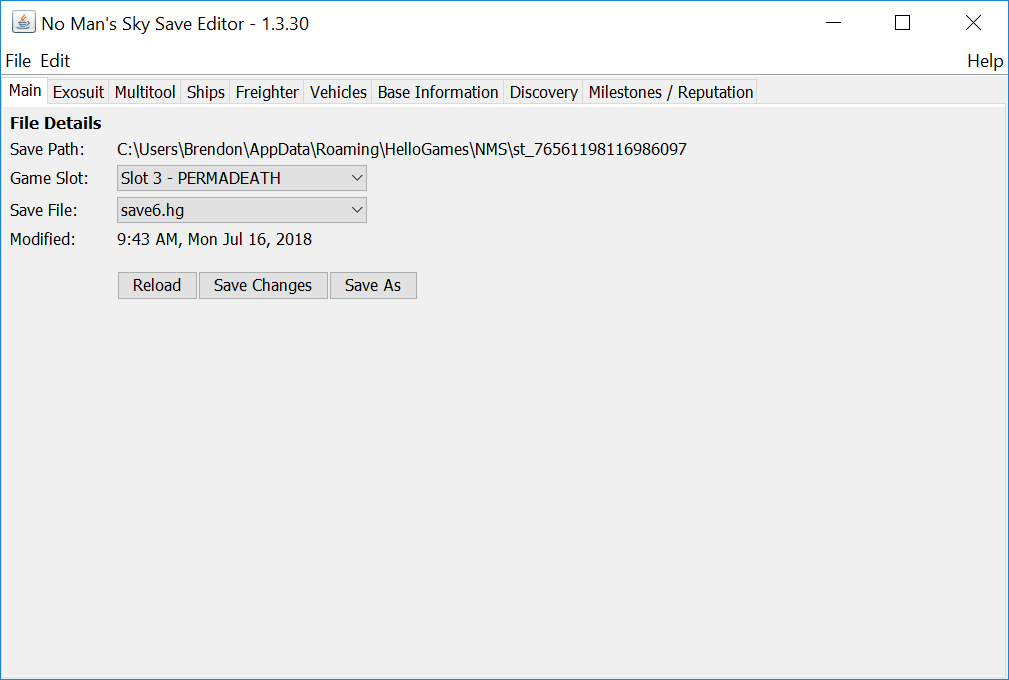 No Man's Sky Save Editor - 1.3.30
File Edit Help
Main Exosuit Multitool Ships Freighter Vehicles Base Information Discovery Milestones / Reputation
File Details
Save Path: C:\Users\Brendon\AppData\Roaming\HelloGames\NMS\st_76561198116986097
Game Slot: Slot 3 - PERMADEATH
Save File: save6.hg
Modified: 9:43 AM, Mon Jul 16, 2018
Reload Save Changes Save As